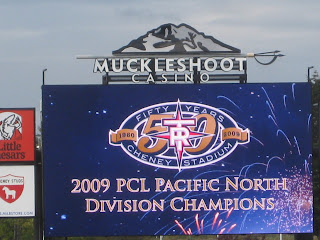 MUCKLESHOOT
CASINO
Little
Caesars
FIFTY YEARS
1960 50 2009
CHENEY STADIUM
2009 PCL PACIFIC NORTH
DIVISION CHAMPIONS